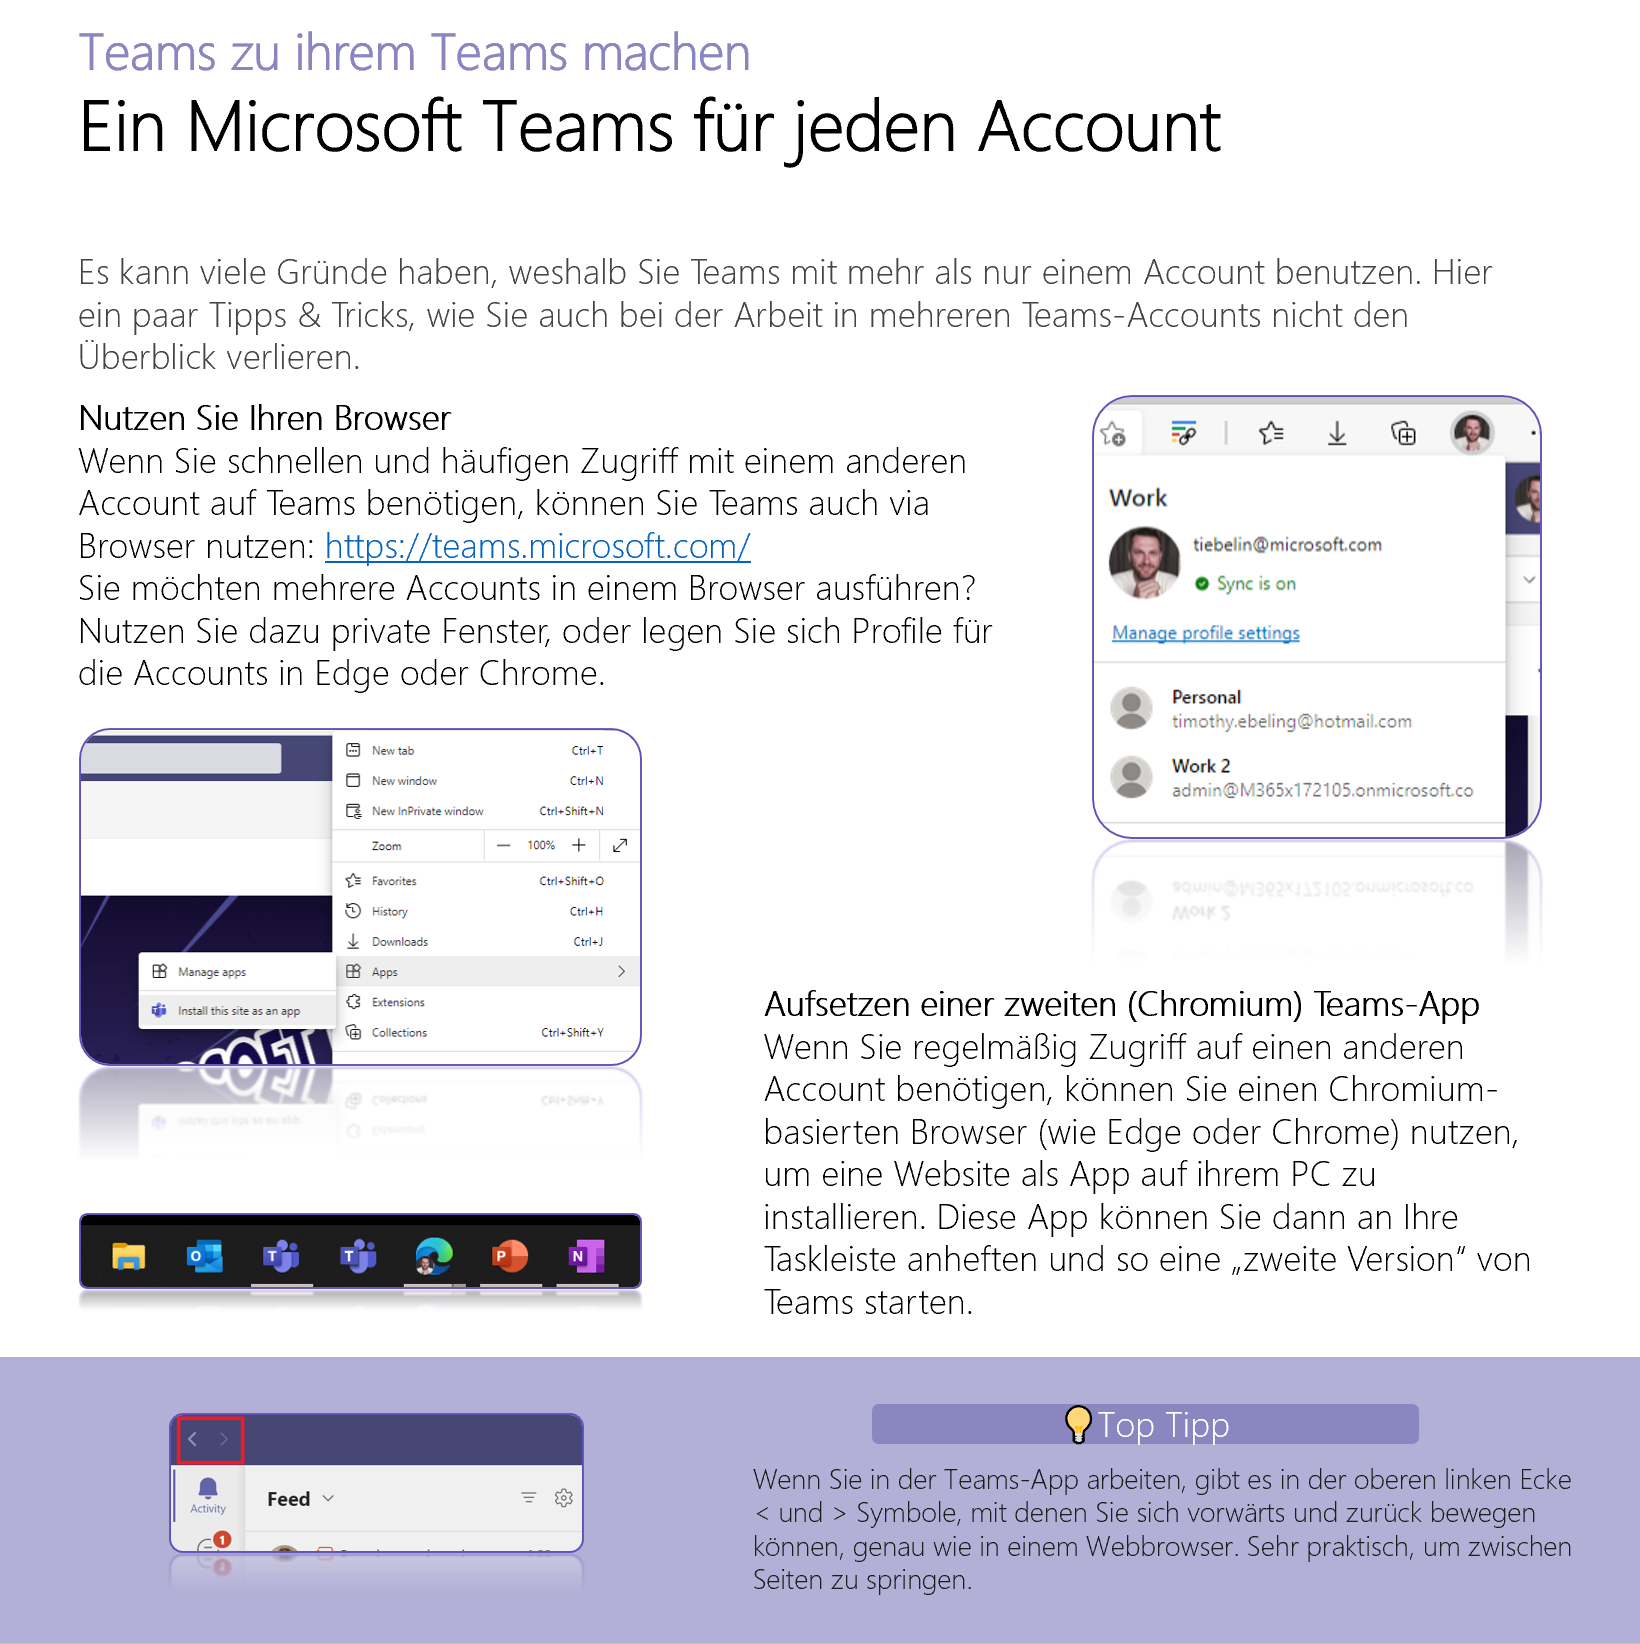 Teams zu ihrem Teams machen
Ein Microsoft Teams für jeden Account
Es kann viele Gründe haben, weshalb Sie Teams mit mehr als nur einem Account benutzen. Hier
ein paar Tipps & Tricks, wie Sie auch bei der Arbeit in mehreren Teams-Accounts nicht den
Überblick verlieren.
Nutzen Sie Ihren Browser
Wenn Sie schnellen und häufigen Zugriff mit einem anderen
Account auf Teams benötigen, können Sie Teams auch via
Browser nutzen: https://teams.microsoft.com/
Sie möchten mehrere Accounts in einem Browser ausführen?
Nutzen Sie dazu private Fenster, oder legen Sie sich Profile für
die Accounts in Edge oder Chrome.
Work
tiebelin@microsoft.com
Sync is on
Manage profile settings
Personal
timothy.ebeling@hotmail.com
Work 2
admin@M365x172105.onmicrosoft.co
New tab Ctrl+T
New window Ctrl+N
New InPrivate window Ctrl+Shift+N
Zoom — 100% +
Favorites Ctrl+Shift+O
History Ctrl+H
Downloads Ctrl+J
Apps
Extensions
Collections Ctrl+Shift+Y
Manage apps
Install this site as an app
Aufsetzen einer zweiten (Chromium) Teams-App
Wenn Sie regelmäßig Zugriff auf einen anderen
Account benötigen, können Sie einen Chromium-
basierten Browser (wie Edge oder Chrome) nutzen,
um eine Website als App auf ihrem PC zu
installieren. Diese App können Sie dann an Ihre
Taskleiste anheften und so eine „zweite Version“ von
Teams starten.
O T T P N
Activity
Feed
1
Top Tipp
Wenn Sie in der Teams-App arbeiten, gibt es in der oberen linken Ecke
< und > Symbole, mit denen Sie sich vorwärts und zurück bewegen
können, genau wie in einem Webbrowser. Sehr praktisch, um zwischen
Seiten zu springen.